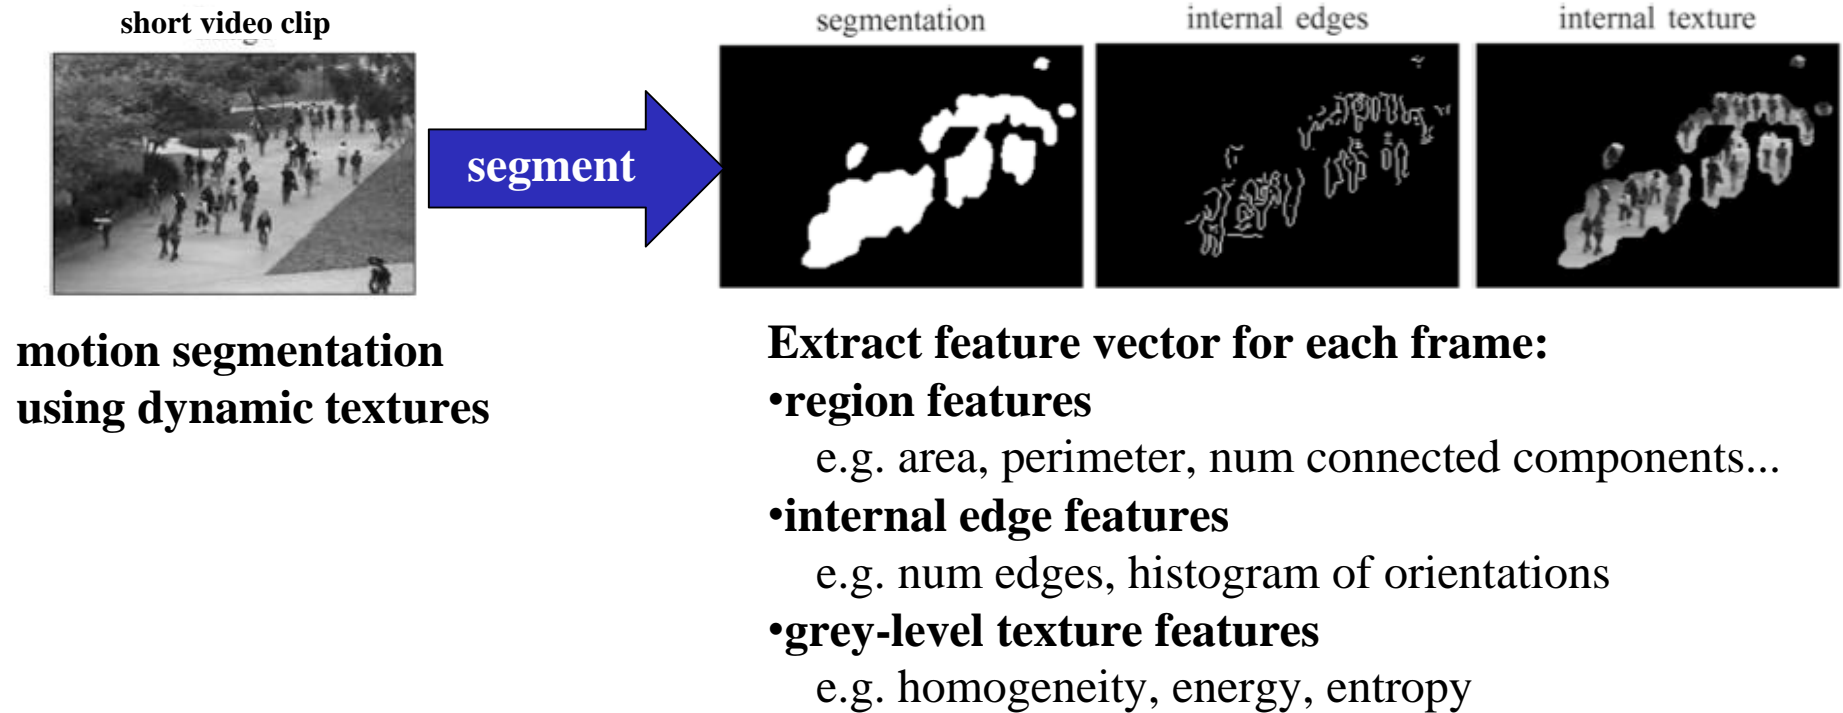 short video clip
segmentation
internal edges
internal texture
segment
motion segmentation
using dynamic textures
Extract feature vector for each frame:
•region features
e.g. area, perimeter, num connected components...
•internal edge features
e.g. num edges, histogram of orientations
•grey-level texture features
e.g. homogeneity, energy, entropy